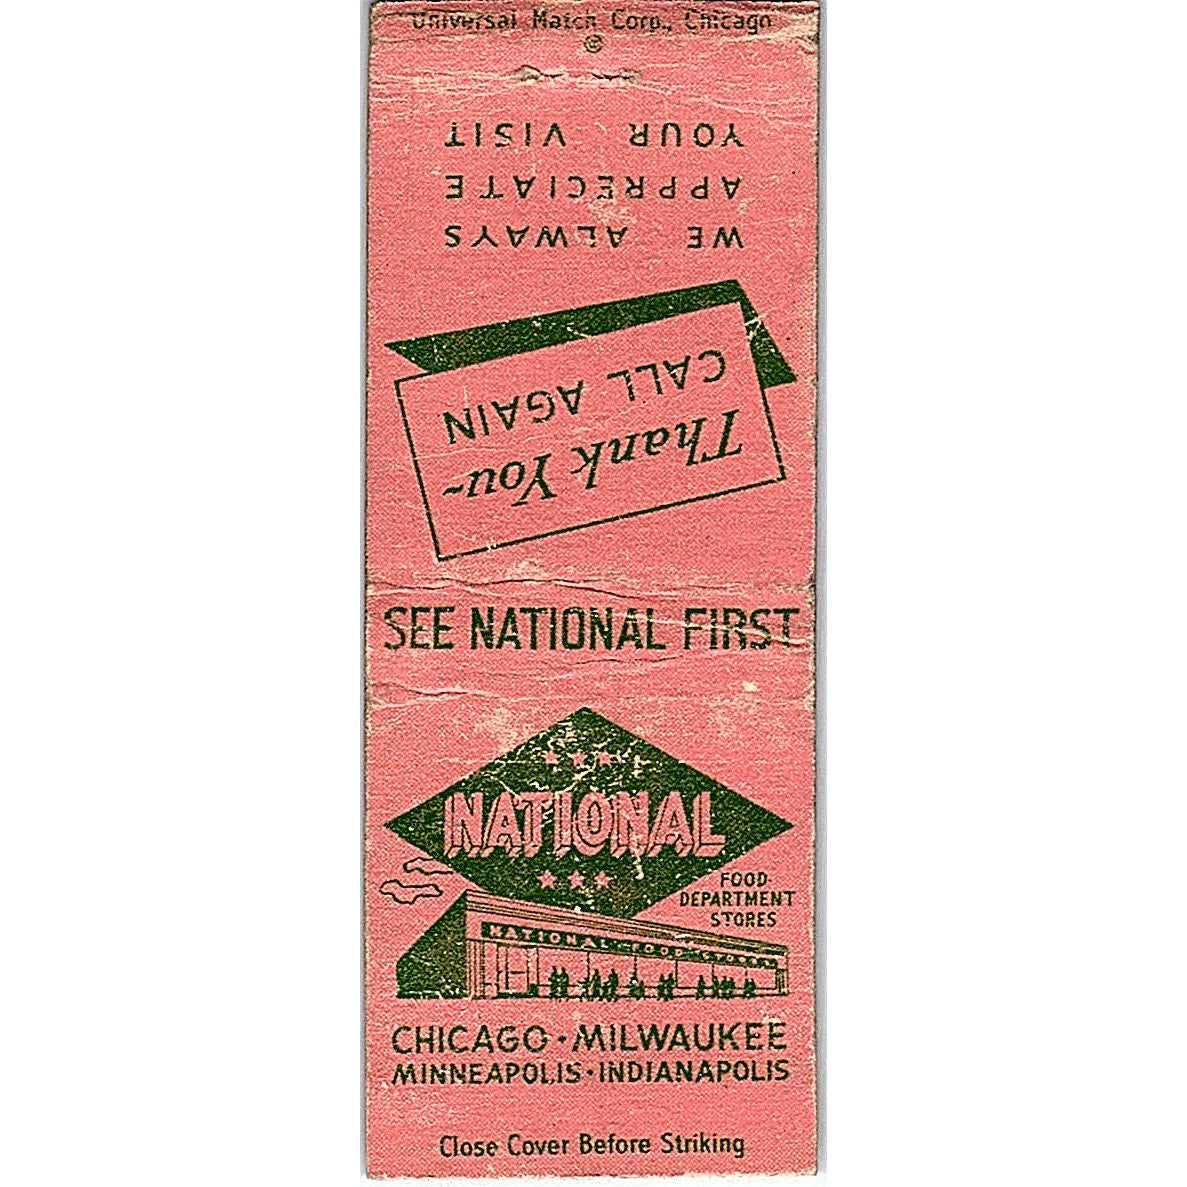 Universal Match Corp., Chicago
©
WE ALWAYS
APPRECIATE
YOUR VISIT
Thank You~
CALL AGAIN
SEE NATIONAL FIRST
NATIONAL
FOOD
DEPARTMENT
STORES
NATIONAL FOOD STORES
CHICAGO • MILWAUKEE
MINNEAPOLIS • INDIANAPOLIS
Close Cover Before Striking